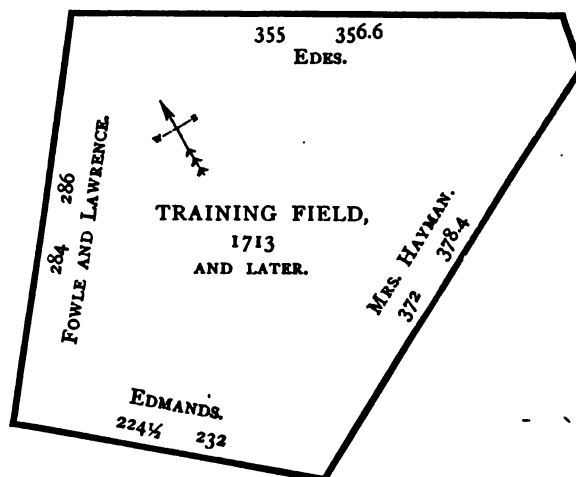 355 356.6
EDES.
284 286
FOWLE AND LAWRENCE.
TRAINING FIELD,
1713
AND LATER.
MRS. HAYMAN.
372 378.4
EDMANDS.
224½ 232